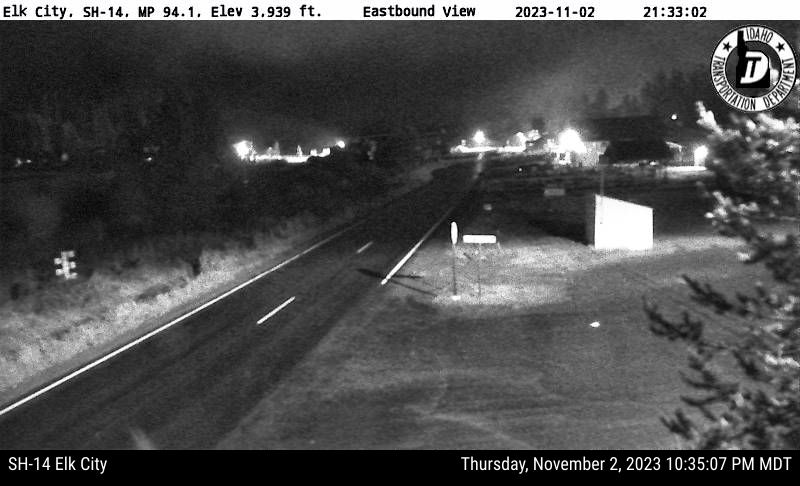 Elk City, SH-14, MP 94.1, Elev 3,939 ft. Eastbound View 2023-11-02 21:33:02
IDAHO
TRANSPORTATION DEPARTMENT
SH-14 Elk City Thursday, November 2, 2023 10:35:07 PM MDT